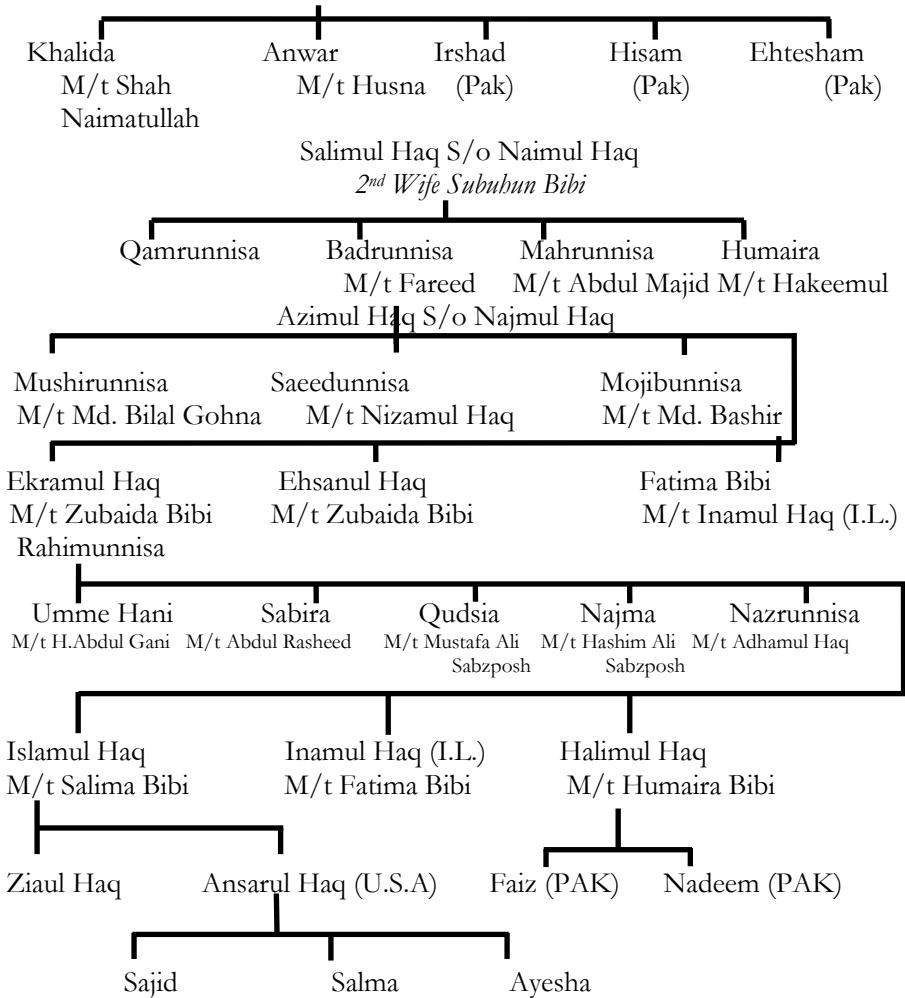 Khalida Anwar Irshad Hisam Ehtesham
M/t Shah M/t Husna (Pak) (Pak) (Pak)
Naimatullah
Salimul Haq S/o Naimul Haq
2nd Wife Subuhun Bibi
Qamrunnisa Badrunnisa Mahrunnisa Humaira
M/t Fareed M/t Abdul Majid M/t Hakeemul
Azimul Haq S/o Najmul Haq
Mushirunnisa Saeedunnisa Mojibunnisa
M/t Md. Bilal Gohna M/t Nizamul Haq M/t Md. Bashir
Ekramul Haq Ehsanul Haq Fatima Bibi
M/t Zubaida Bibi M/t Zubaida Bibi M/t Inamul Haq (I.L.)
Rahimunnisa
Umme Hani Sabira Qudsia Najma Nazrunnisa
M/t H.Abdul Gani M/t Abdul Rasheed M/t Mustafa Ali M/t Hashim Ali M/t Adhamul Haq
Sabzposh Sabzposh
Islamul Haq Inamul Haq (I.L.) Halimul Haq
M/t Salima Bibi M/t Fatima Bibi M/t Humaira Bibi
Ziaul Haq Ansarul Haq (U.S.A) Faiz (PAK) Nadeem (PAK)
Sajid Salma Ayesha